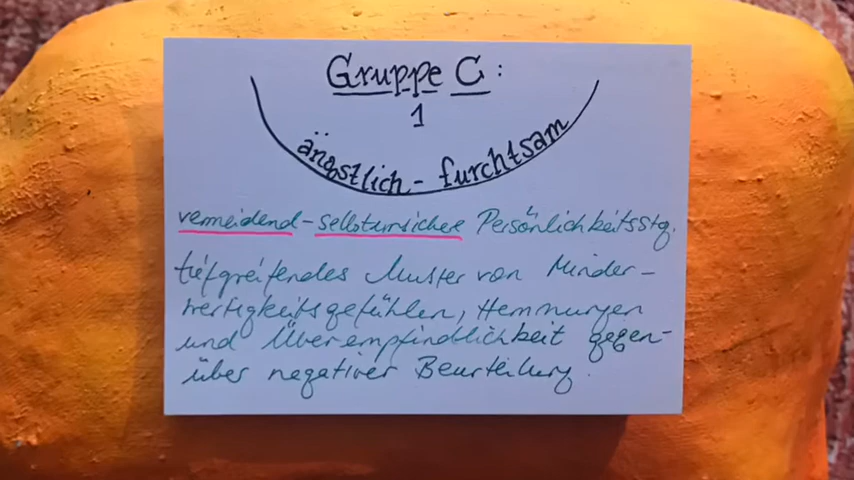 Gruppe C:
1
ängstlich - furchtsam
vermeidend-selbstunsichere Persönlichkeitsstg.
tiefgreifendes Muster von Minder-
wertigkeitsgefühlen, Hemmungen
und Überempfindlichkeit gegen-
über negativer Beurteilung.